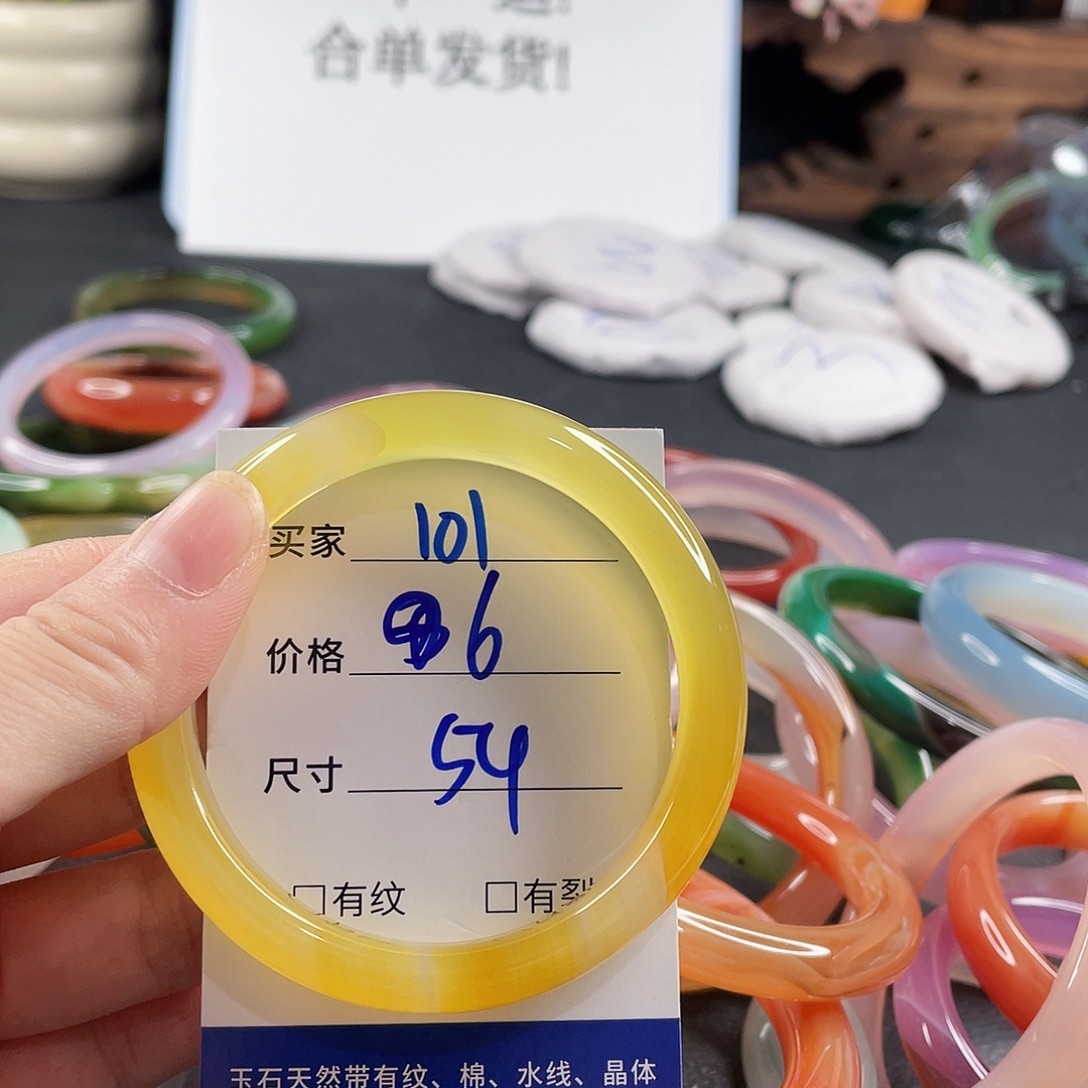 合单发货!
买家 101
价格 6
尺寸 54
□有纹 □有裂
玉石天然带有纹、棉、水线、晶体